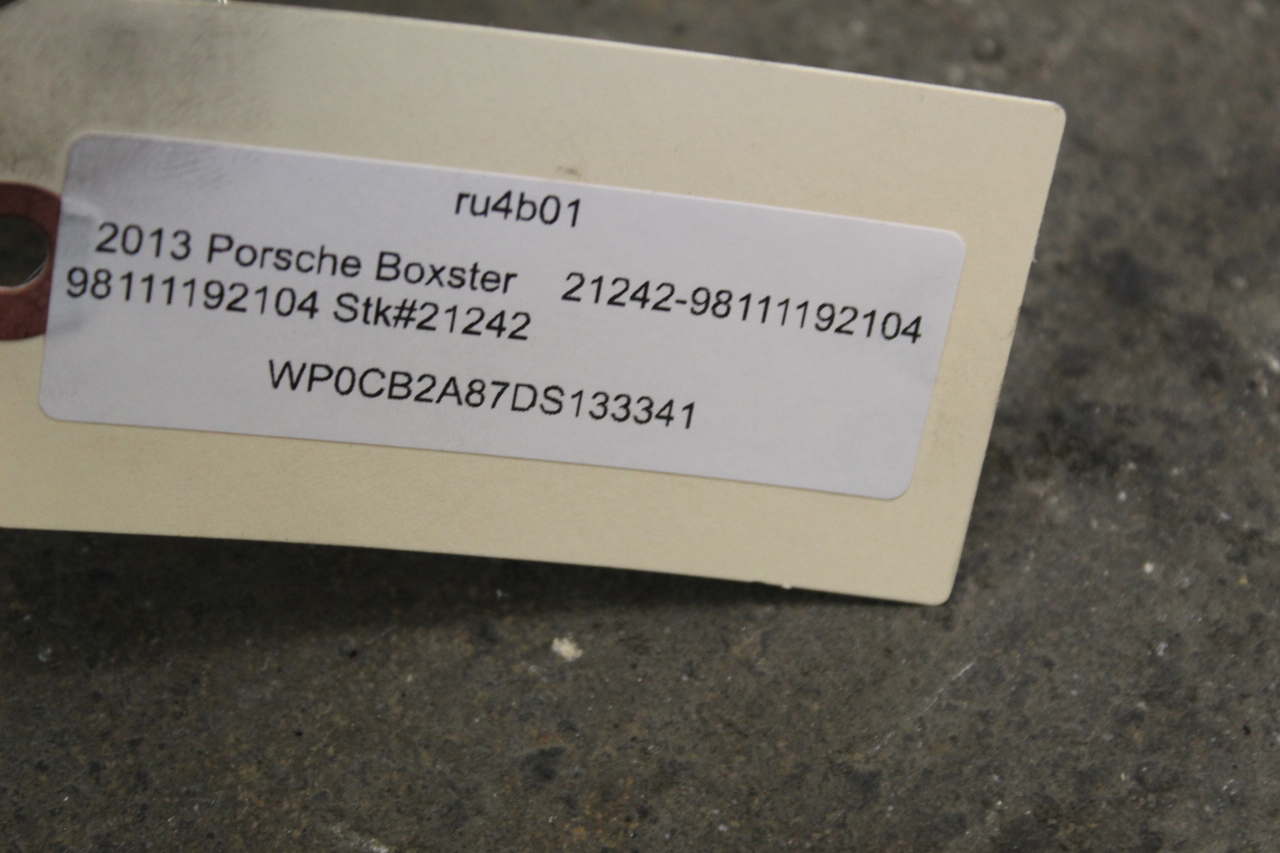 ru4b01
2013 Porsche Boxster 21242-98111192104
98111192104 Stk#21242
WP0CB2A87DS133341